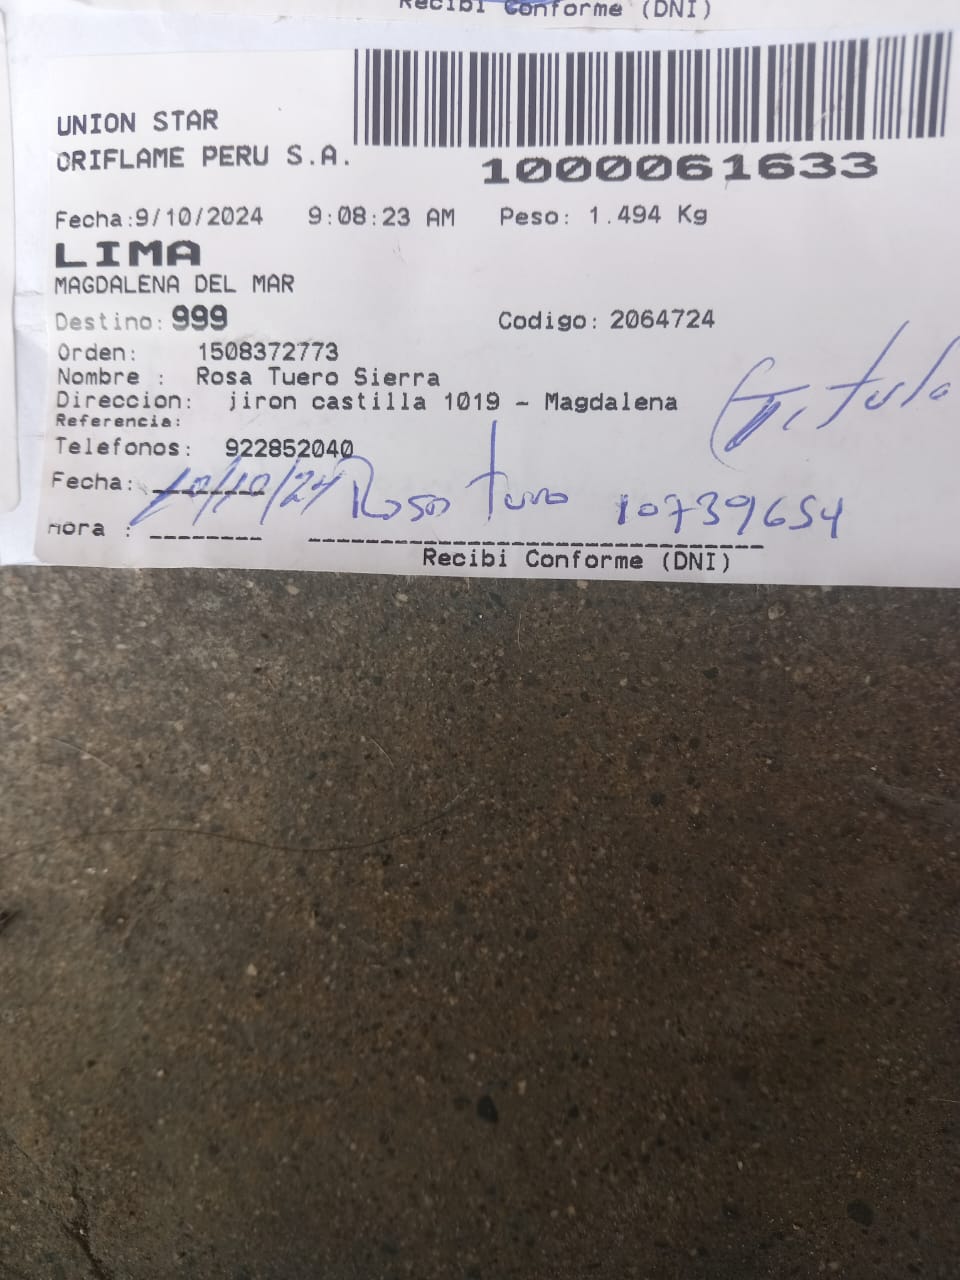 Recibi Conforme (DNI)
UNION STAR
ORIFLAME PERU S.A.
1000061633
Fecha:9/10/2024 9:08:23 AM Peso: 1.494 Kg
LIMA
MAGDALENA DEL MAR
Destino: 999 Codigo: 2064724
Orden: 1508372773
Nombre : Rosa Tuero Sierra
Direccion: jiron castilla 1019 - Magdalena
Referencia:
Telefonos: 922852040
Fecha: 10/10/24 Rosa Tuero 10739654
Hora :
Recibi Conforme (DNI)